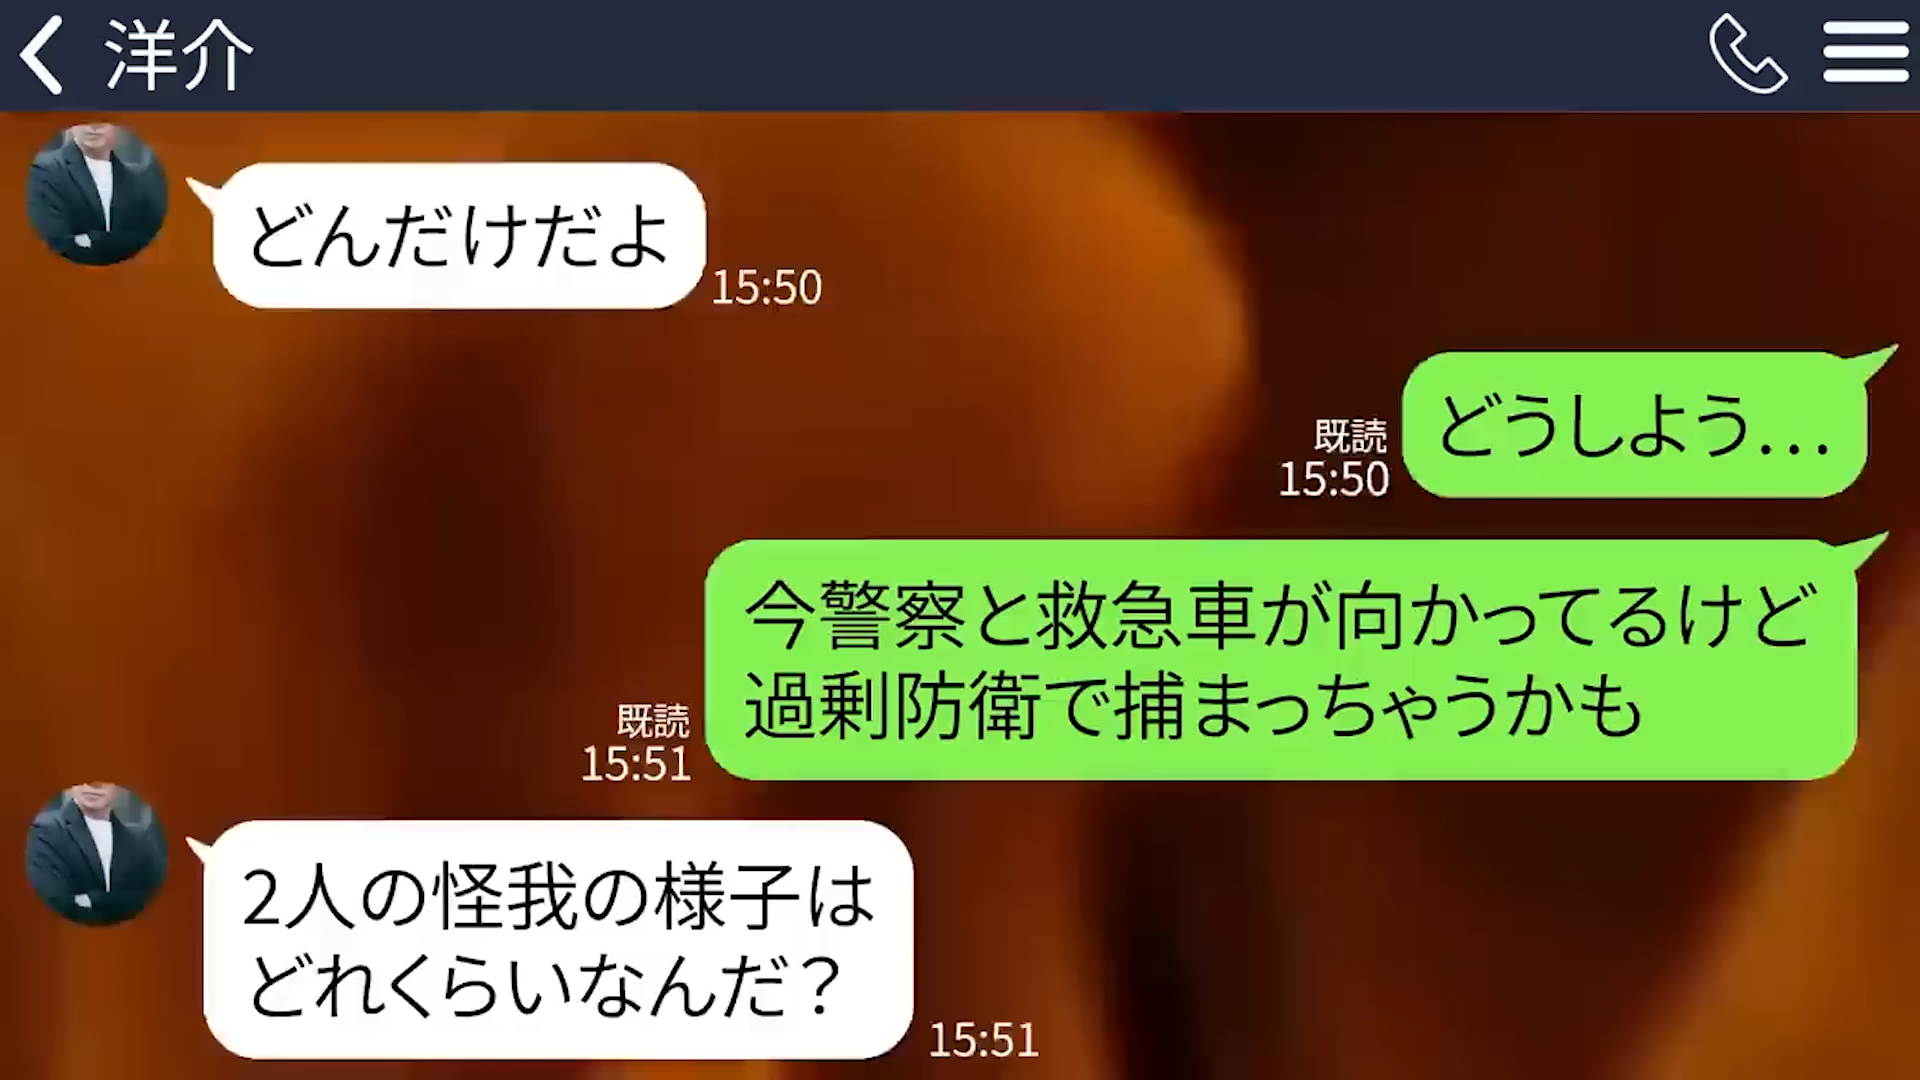 洋介
どんだけだよ
15:50
どうしよう…
既読
15:50
今警察と救急車が向かってるけど
過剰防衛で捕まっちゃうかも
既読
15:51
2人の怪我の様子は
どれくらいなんだ？
15:51